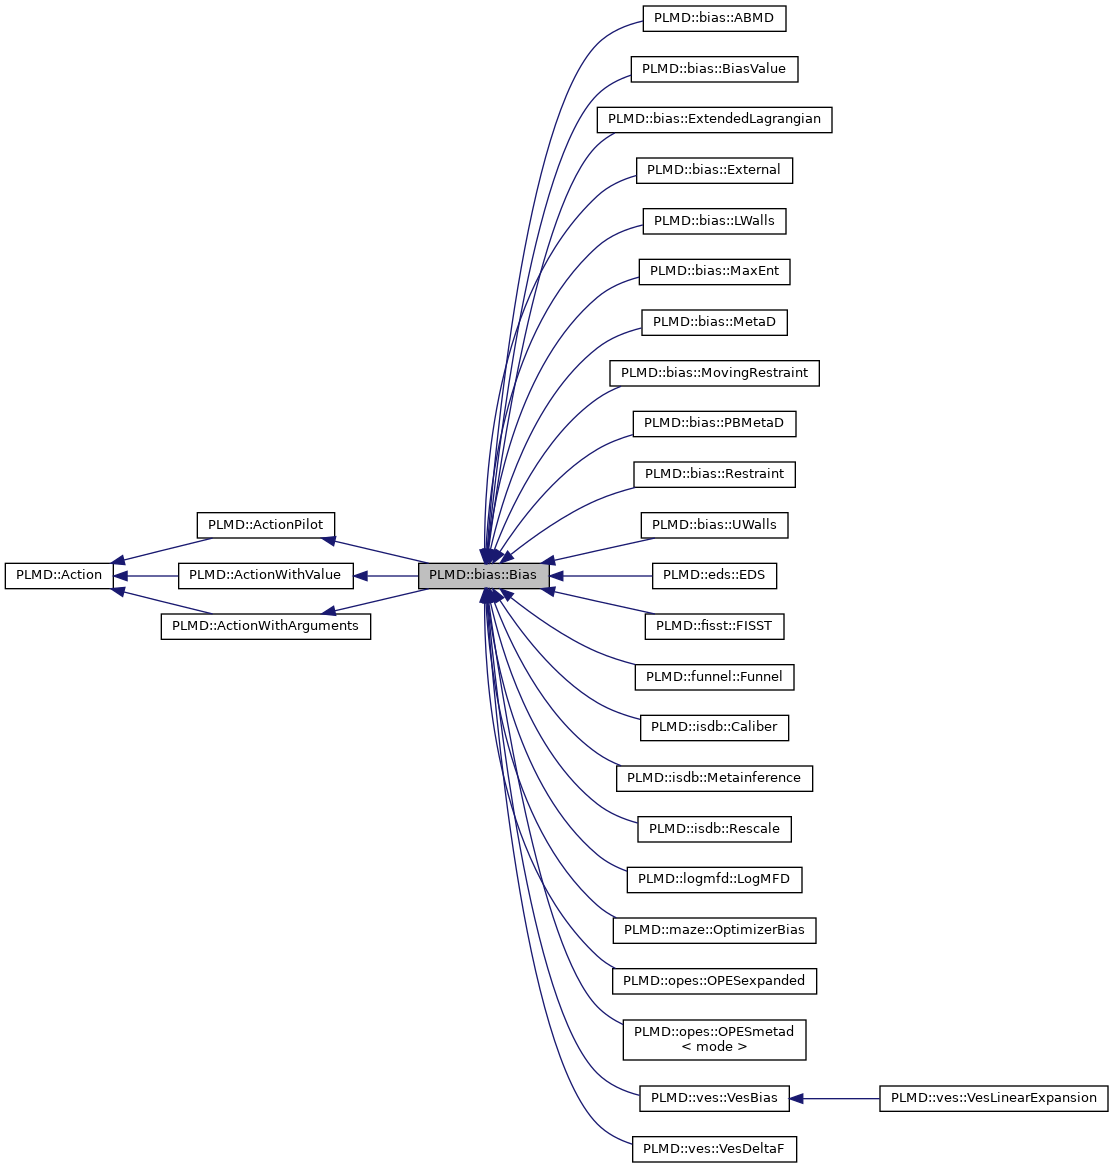 PLMD::bias::ABMD
PLMD::bias::BiasValue
PLMD::bias::ExtendedLagrangian
PLMD::bias::External
PLMD::bias::LWalls
PLMD::bias::MaxEnt
PLMD::bias::MetaD
PLMD::bias::MovingRestraint
PLMD::bias::PBMetaD
PLMD::bias::Restraint
PLMD::ActionPilot
PLMD::bias::UWalls
PLMD::Action
PLMD::ActionWithValue
PLMD::bias::Bias
PLMD::eds::EDS
PLMD::ActionWithArguments
PLMD::fisst::FISST
PLMD::funnel::Funnel
PLMD::isdb::Caliber
PLMD::isdb::Metainference
PLMD::isdb::Rescale
PLMD::logmfd::LogMFD
PLMD::maze::OptimizerBias
PLMD::opes::OPESexpanded
PLMD::opes::OPESmetad
< mode >
PLMD::ves::VesBias
PLMD::ves::VesLinearExpansion
PLMD::ves::VesDeltaF